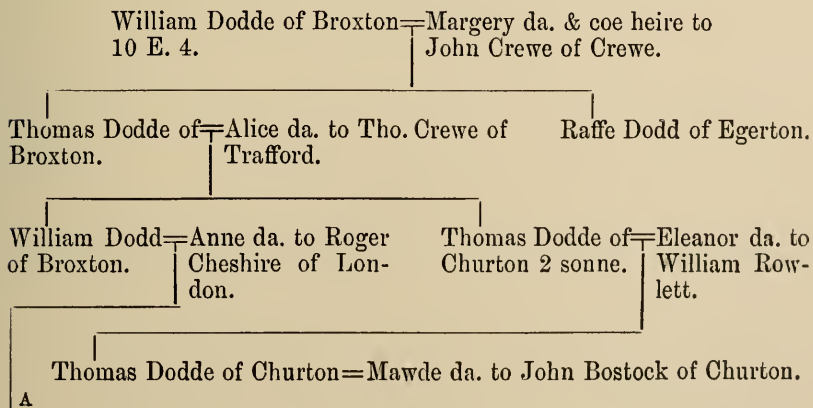 William Dodde of Broxton=Margery da. & coe heire to
10 E. 4. John Crewe of Crewe.
Thomas Dodde of=Alice da. to Tho. Crewe of Raffe Dodd of Egerton.
Broxton. Trafford.
William Dodd=Anne da. to Roger Thomas Dodde of=Eleanor da. to
of Broxton. Cheshire of Lon- Churton 2 sonne. William Row-
don. lett.
Thomas Dodde of Churton=Mawde da. to John Bostock of Churton.
A